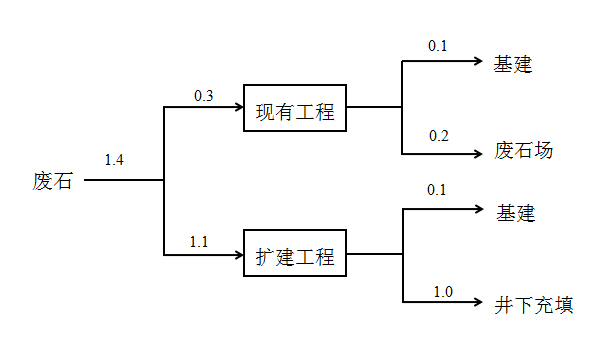 0.1
基建
0.3
现有工程
0.2
废石场
1.4
废石
0.1
基建
1.1
扩建工程
1.0
井下充填